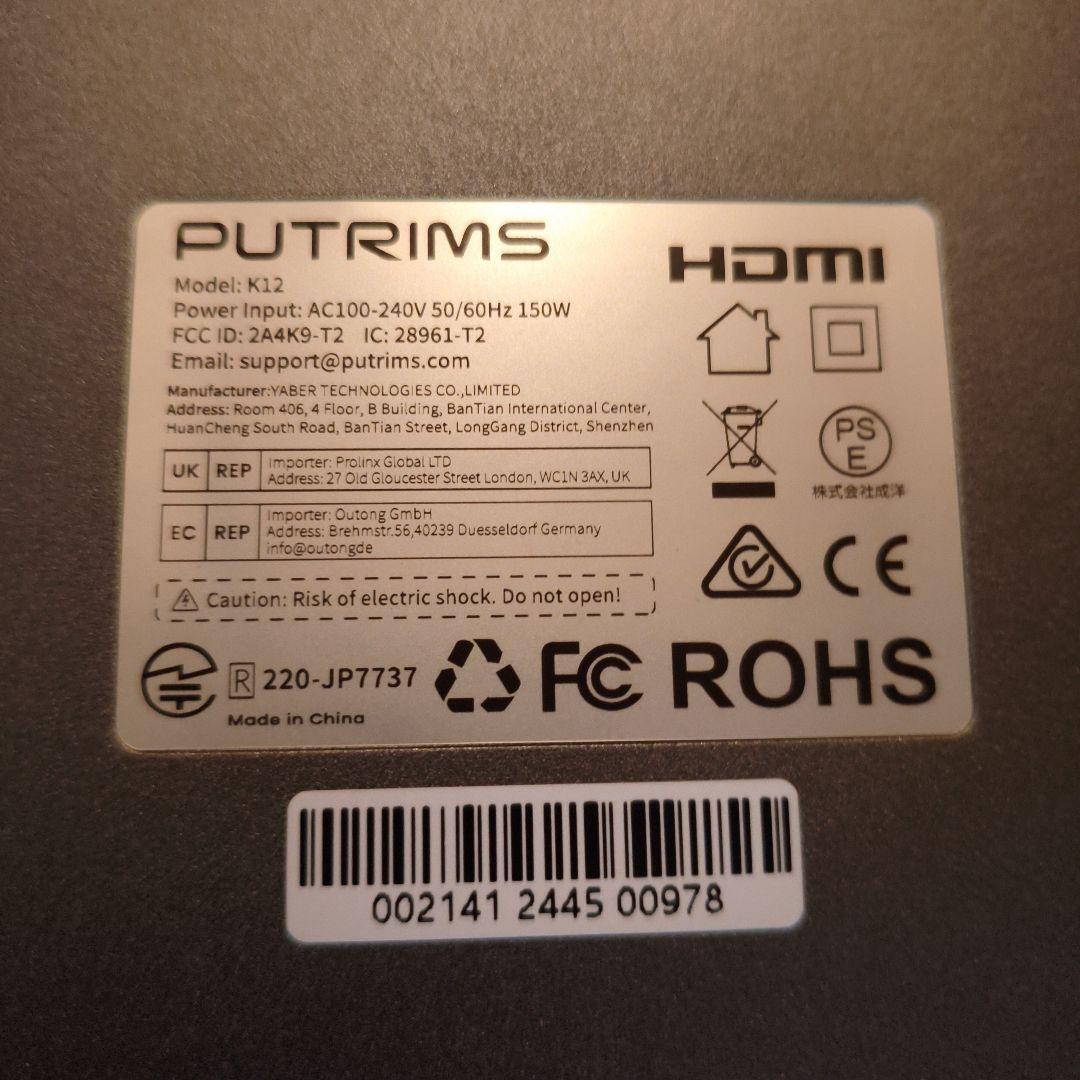 PUTRIMS
HDMI
Model: K12
Power Input: AC100-240V 50/60Hz 150W
FCC ID: 2A4K9-T2 IC: 28961-T2
Email: support@putrims.com
Manufacturer:YABER TECHNOLOGIES CO.,LIMITED
Address: Room 406, 4 Floor, B Building, BanTian International Center,
HuanCheng South Road, BanTian Street, LongGang District, Shenzhen
UK REP
Importer: Prolinx Global LTD
Address: 27 Old Gloucester Street London, WC1N 3AX, UK
EC REP
Importer: Outong GmbH
Address: Brehmstr.56,40239 Duesseldorf Germany
info@outongde
PS
E
株式会社成洋
CE
Caution: Risk of electric shock. Do not open!
R 220-JP7737
Made in China
FC
ROHS
002141 2445 00978